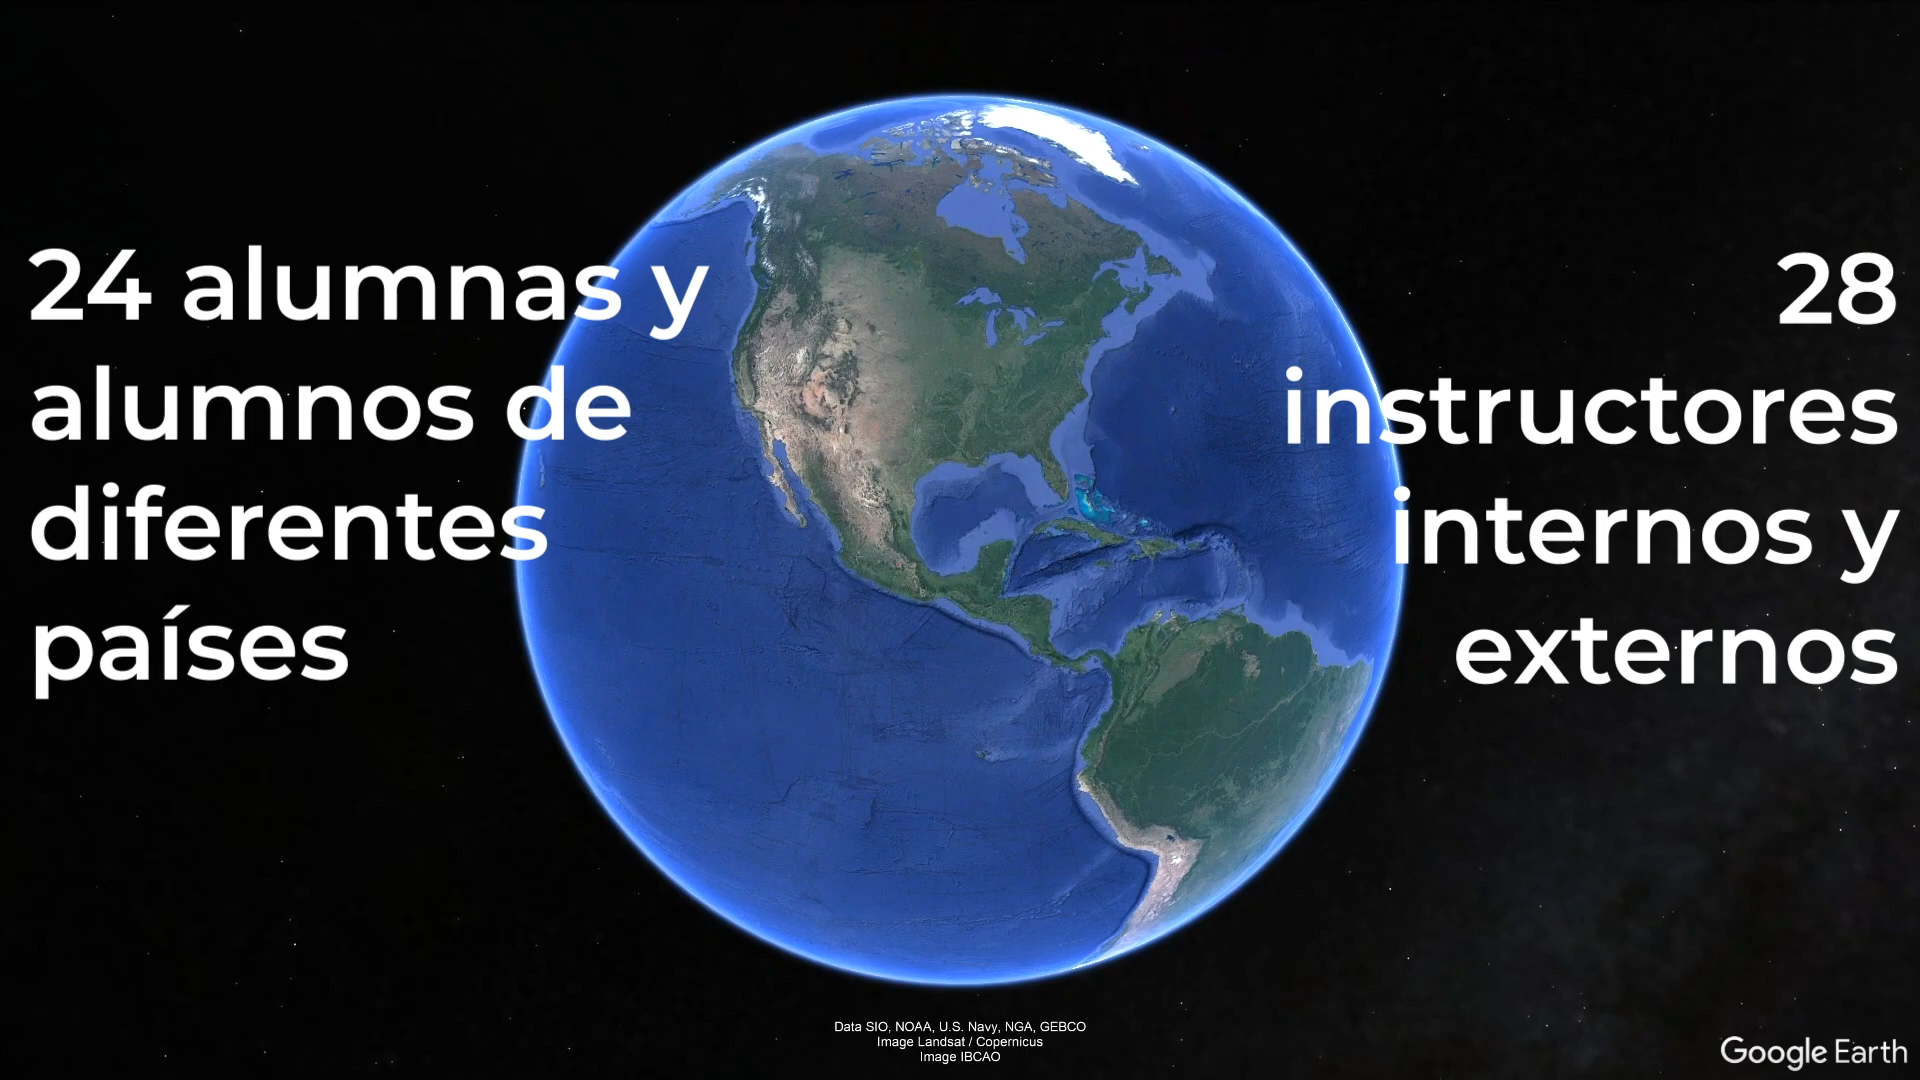 24 alumnas y
alumnos de
diferentes
países
28
instructores
internos y
externos
Data SIO, NOAA, U.S. Navy, NGA, GEBCO
Image Landsat / Copernicus
Image IBCAO
Google Earth